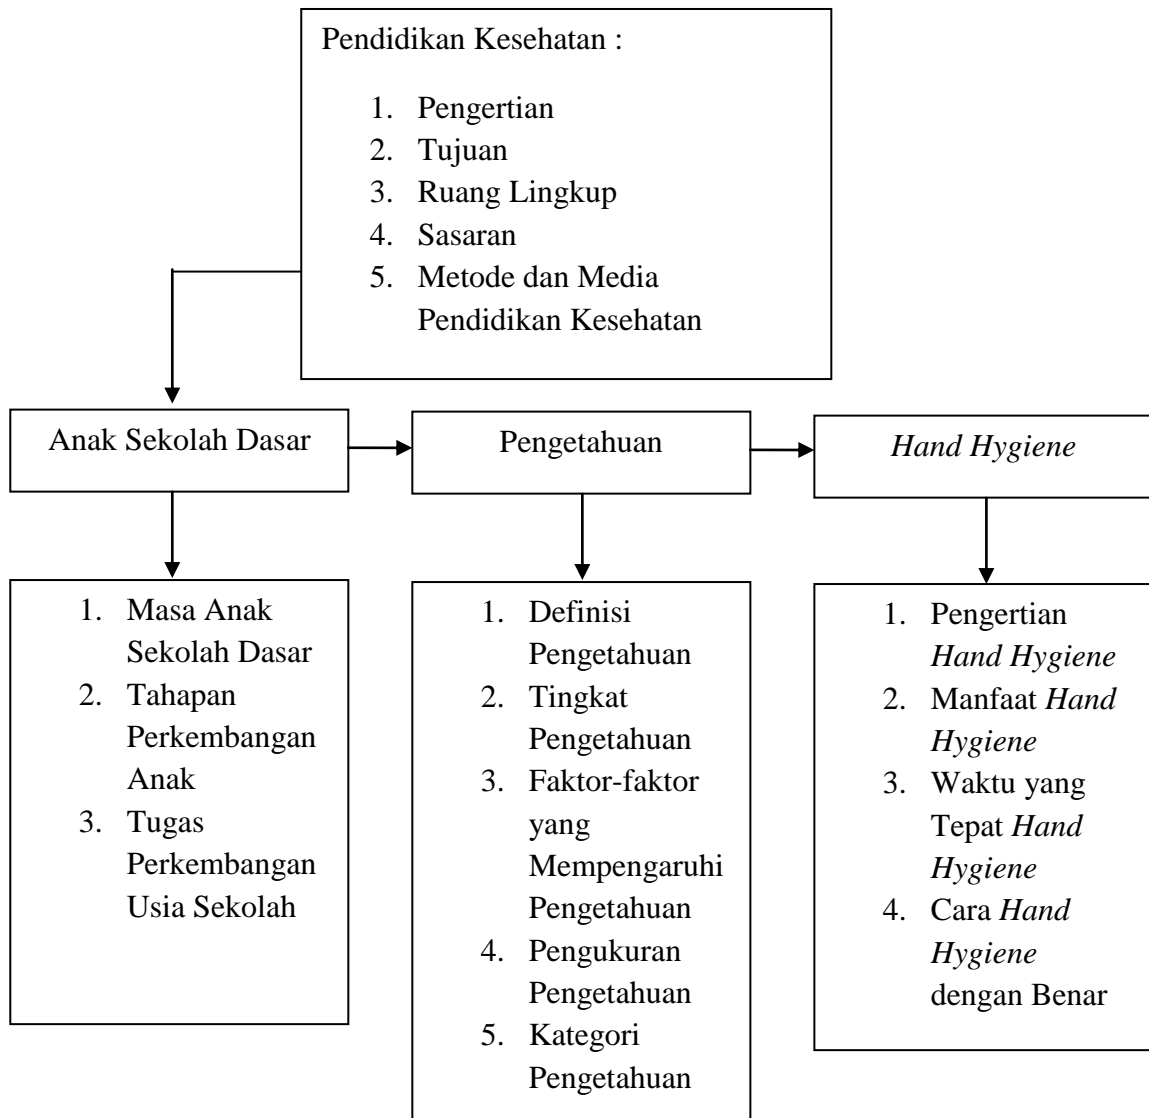 Pendidikan Kesehatan :
1. Pengertian
2. Tujuan
3. Ruang Lingkup
4. Sasaran
5. Metode dan Media
Pendidikan Kesehatan
Anak Sekolah Dasar
Pengetahuan
Hand Hygiene
1. Masa Anak
Sekolah Dasar
2. Tahapan
Perkembangan
Anak
3. Tugas
Perkembangan
Usia Sekolah
1. Definisi
Pengetahuan
2. Tingkat
Pengetahuan
3. Faktor-faktor
yang
Mempengaruhi
Pengetahuan
4. Pengukuran
Pengetahuan
5. Kategori
Pengetahuan
1. Pengertian
Hand Hygiene
2. Manfaat Hand
Hygiene
3. Waktu yang
Tepat Hand
Hygiene
4. Cara Hand
Hygiene
dengan Benar